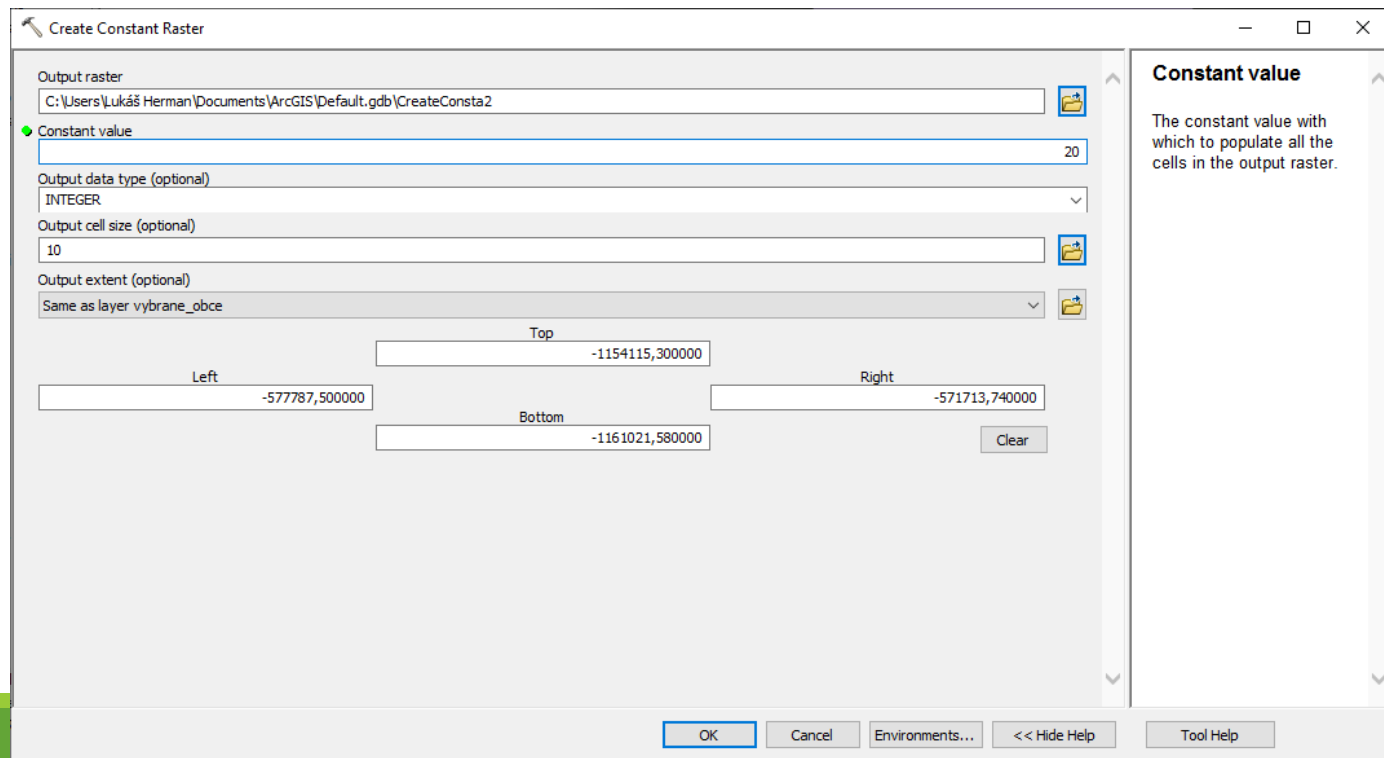 Create Constant Raster
Output raster
C:\Users\Lukáš Herman\Documents\ArcGIS\Default.gdb\CreateConsta2
Constant value
20
Output data type (optional)
INTEGER
Output cell size (optional)
10
Output extent (optional)
Same as layer vybrane_obce
Top
-1154115,300000
Left
Right
-577787,500000
-571713,740000
Bottom
-1161021,580000
Clear
Constant value
The constant value with
which to populate all the
cells in the output raster.
OK
Cancel
Environments...
<< Hide Help
Tool Help